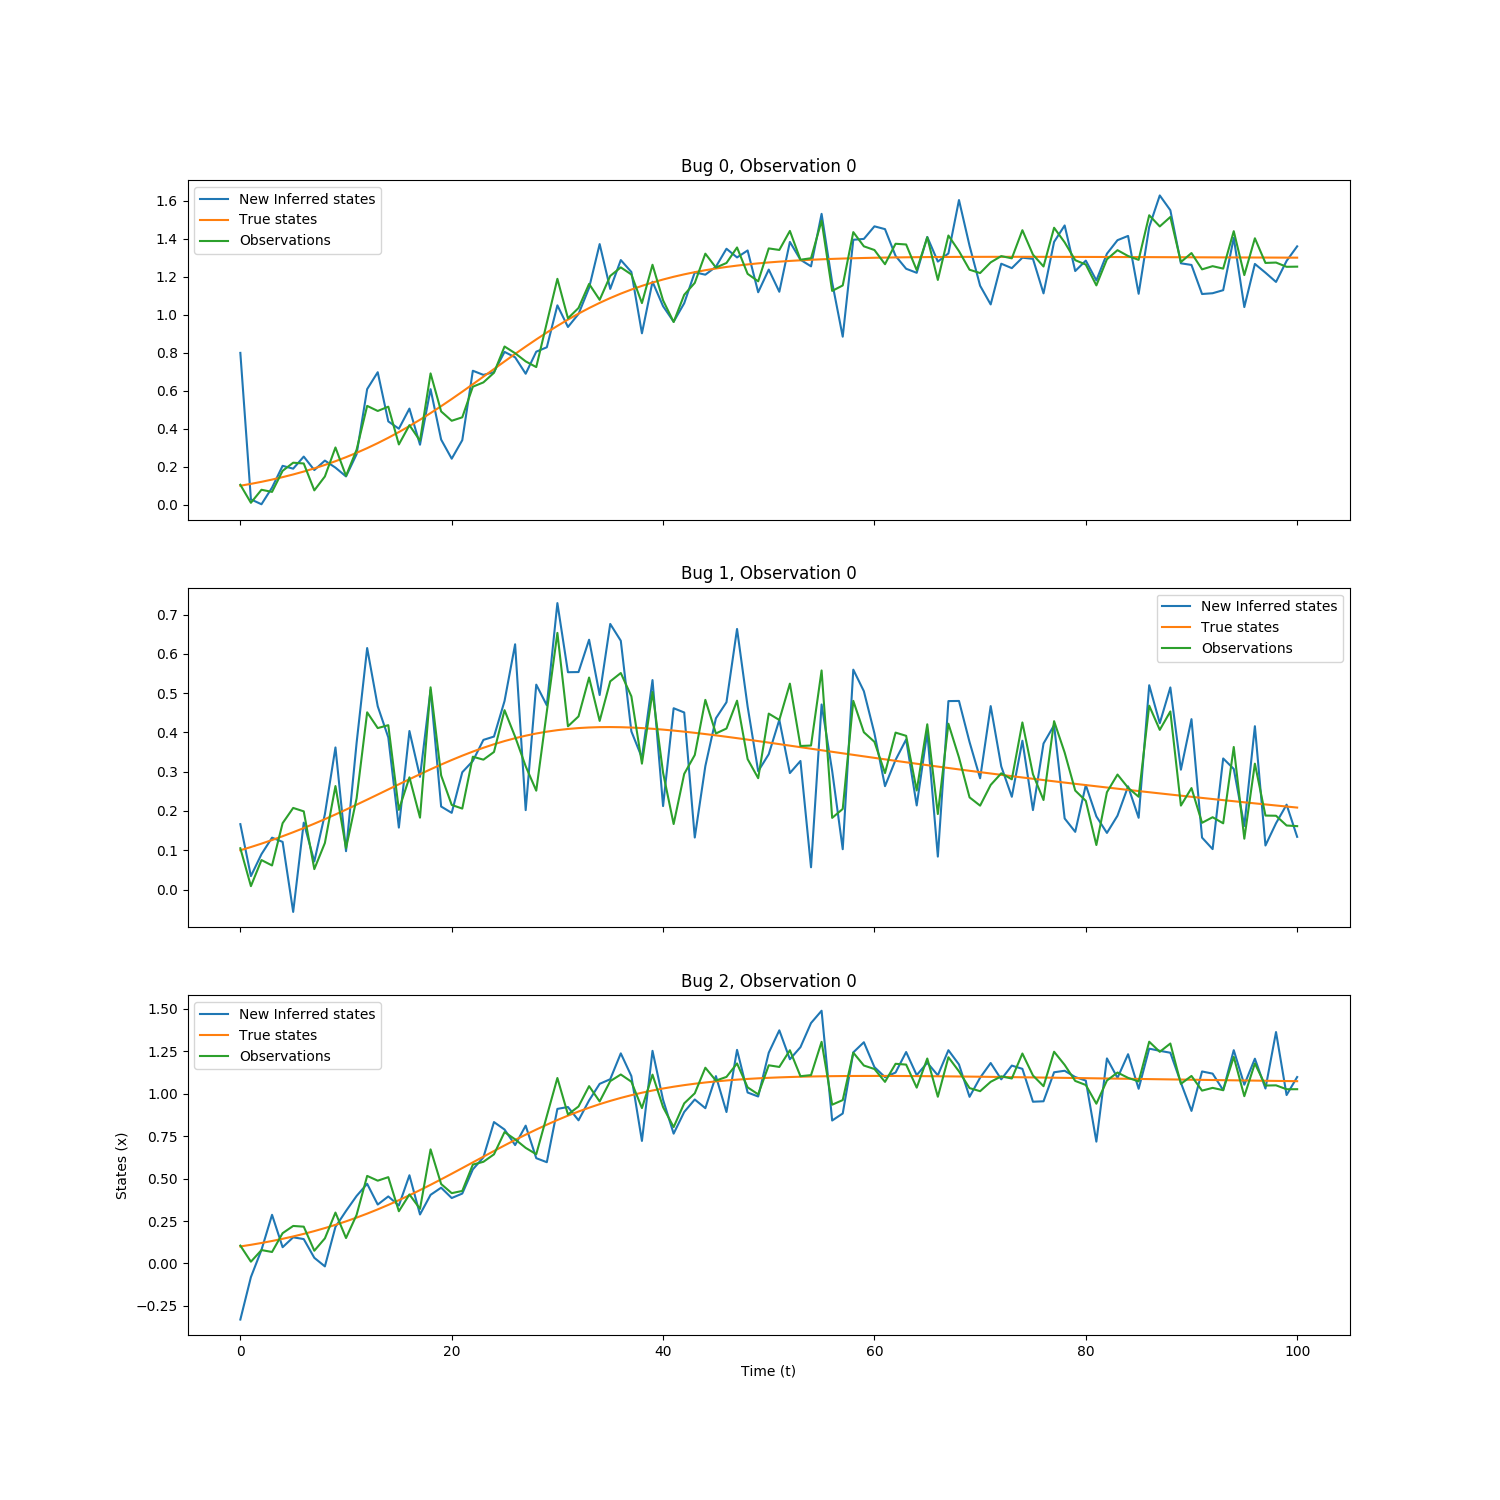 Bug 0, Observation 0
New Inferred states
True states
Observations
1.6
1.4
1.2
1.0
0.8
0.6
0.4
0.2
0.0
Bug 1, Observation 0
New Inferred states
True states
Observations
0.7
0.6
0.5
0.4
0.3
0.2
0.1
0.0
Bug 2, Observation 0
New Inferred states
True states
Observations
1.50
1.25
1.00
0.75
0.50
0.25
0.00
−0.25
States (x)
0 20 40 60 80 100
Time (t)